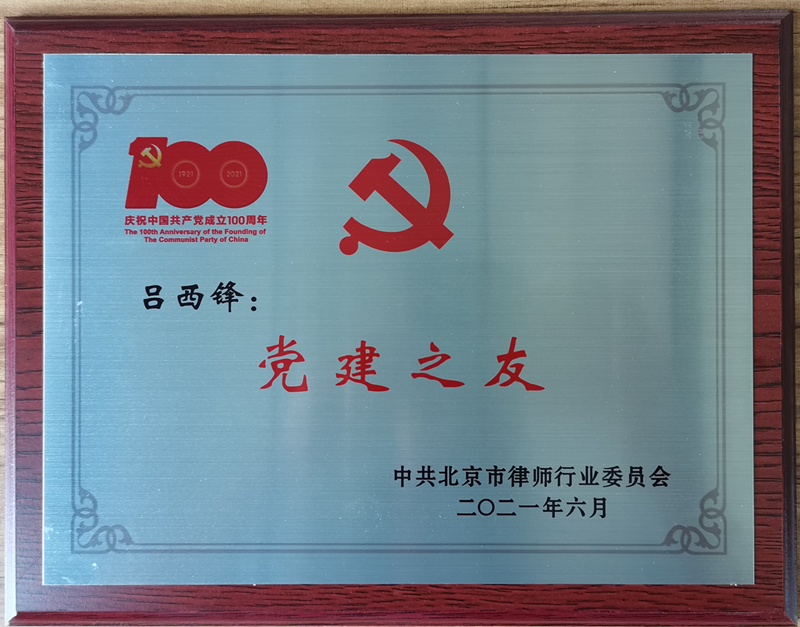 100
1921 2021
庆祝中国共产党成立100周年
The 100th Anniversary of the Founding of
The Communist Party of China
吕西锋：
党建之友
中共北京市律师行业委员会
二〇二一年六月